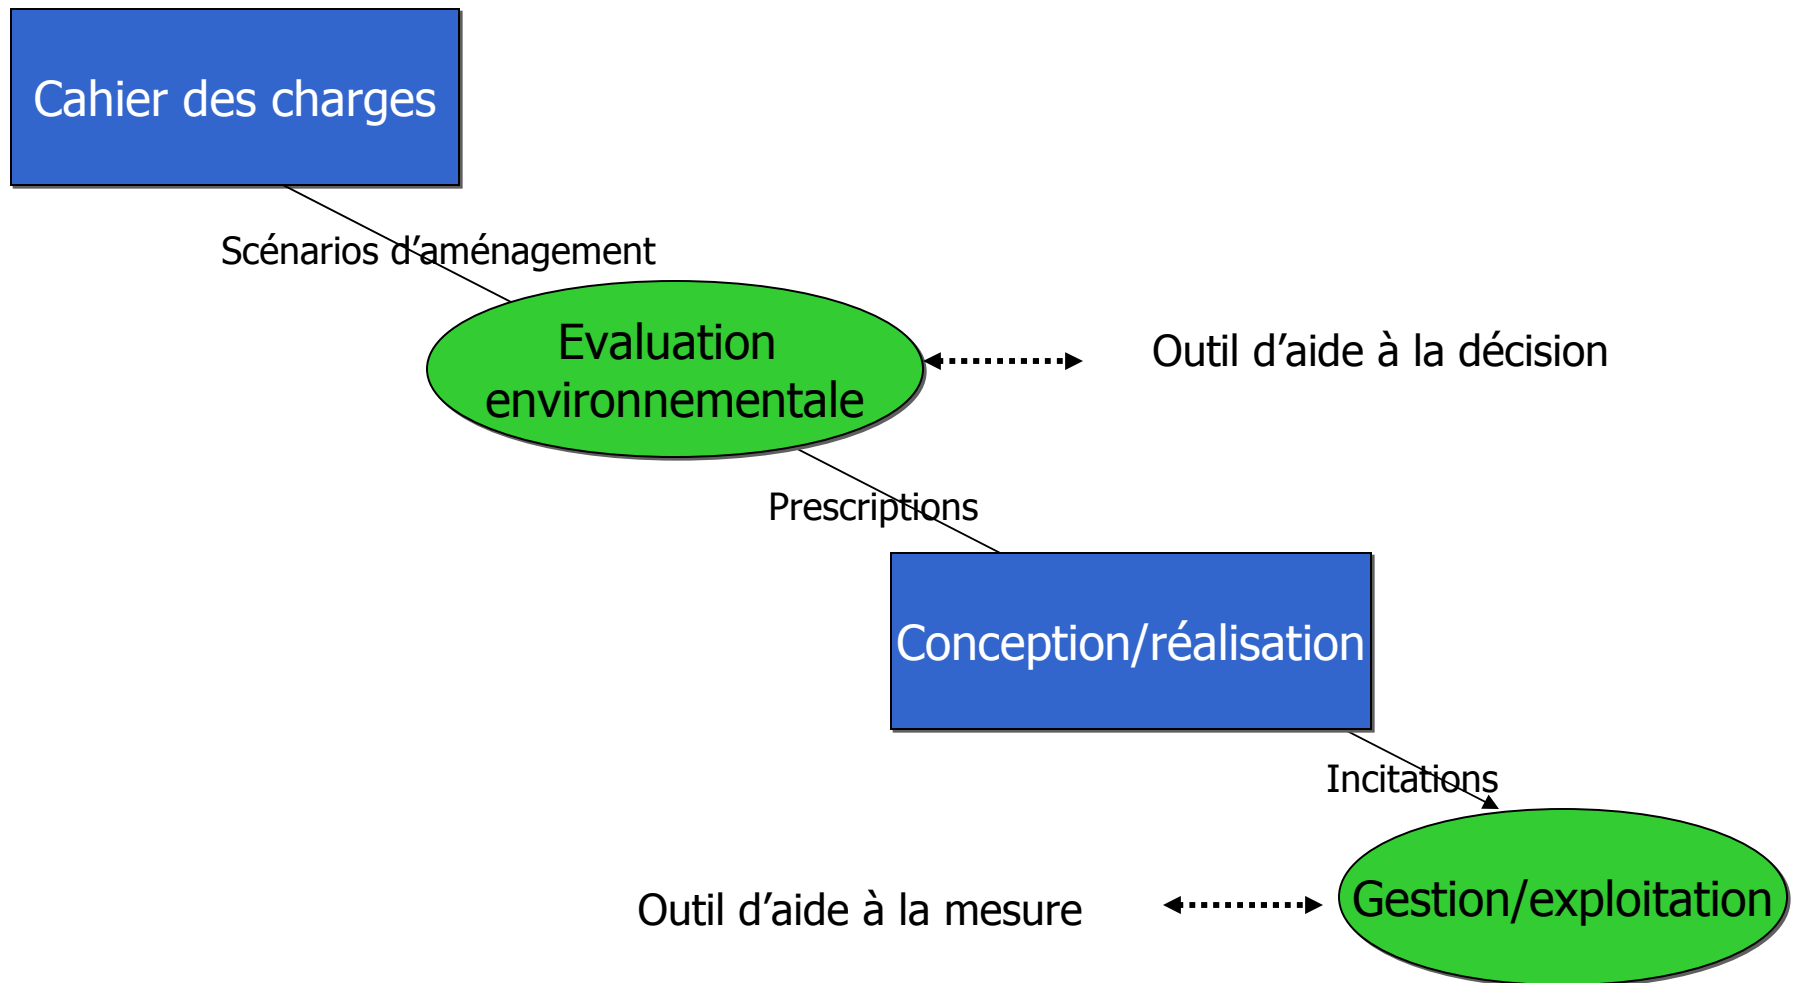 Cahier des charges
Scénarios d’aménagement
Evaluation
environnementale
Outil d’aide à la décision
Prescriptions
Conception/réalisation
Incitations
Outil d’aide à la mesure
Gestion/exploitation